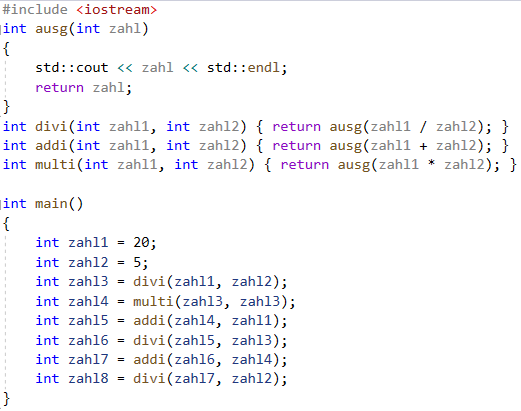 #include <iostream>
int ausg(int zahl)
{
    std::cout << zahl << std::endl;
    return zahl;
}
int divi(int zahl1, int zahl2) { return ausg(zahl1 / zahl2); }
int addi(int zahl1, int zahl2) { return ausg(zahl1 + zahl2); }
int multi(int zahl1, int zahl2) { return ausg(zahl1 * zahl2); }

int main()
{
    int zahl1 = 20;
    int zahl2 = 5;
    int zahl3 = divi(zahl1, zahl2);
    int zahl4 = multi(zahl3, zahl3);
    int zahl5 = addi(zahl4, zahl1);
    int zahl6 = divi(zahl5, zahl3);
    int zahl7 = addi(zahl6, zahl4);
    int zahl8 = divi(zahl7, zahl2);
}